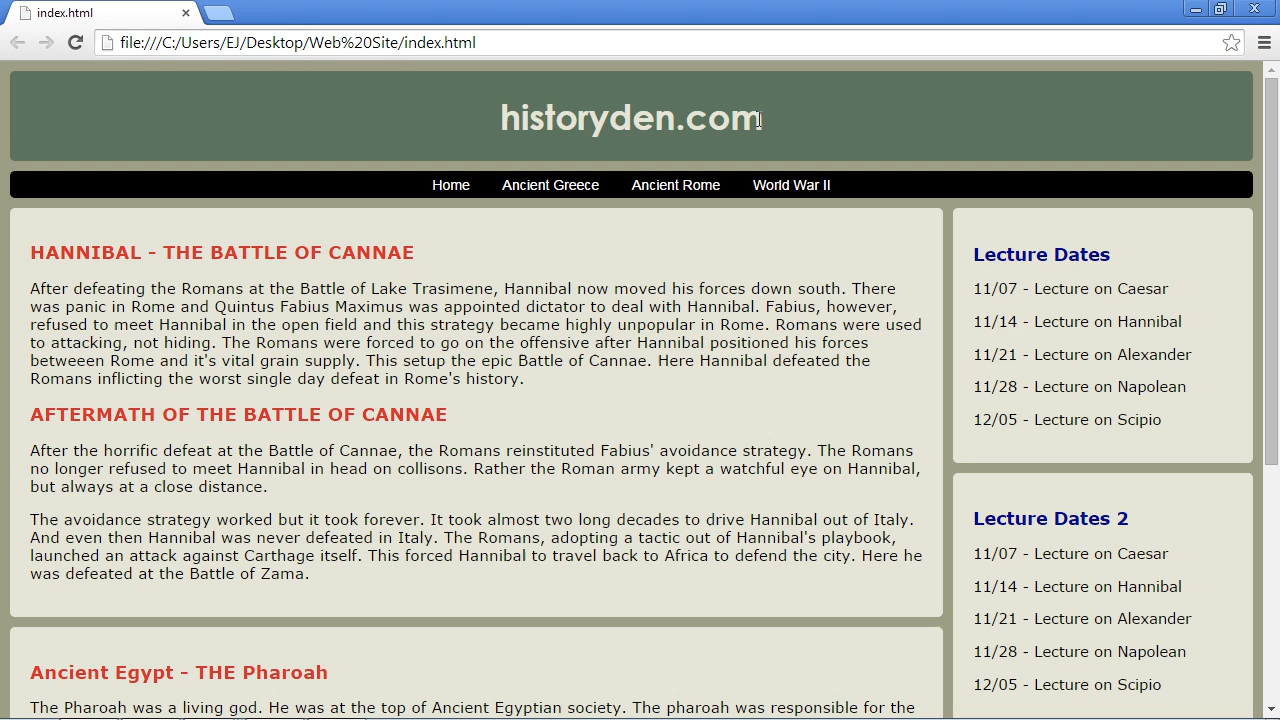 index.html
file:///C:/Users/EJ/Desktop/Web%20Site/index.html
historyden.com
Home Ancient Greece Ancient Rome World War II
HANNIBAL - THE BATTLE OF CANNAE
After defeating the Romans at the Battle of Lake Trasimene, Hannibal now moved his forces down south. There
was panic in Rome and Quintus Fabius Maximus was appointed dictator to deal with Hannibal. Fabius, however,
refused to meet Hannibal in the open field and this strategy became highly unpopular in Rome. Romans were used
to attacking, not hiding. The Romans were forced to go on the offensive after Hannibal positioned his forces
betweeen Rome and it's vital grain supply. This setup the epic Battle of Cannae. Here Hannibal defeated the
Romans inflicting the worst single day defeat in Rome's history.
AFTERMATH OF THE BATTLE OF CANNAE
After the horrific defeat at the Battle of Cannae, the Romans reinstituted Fabius' avoidance strategy. The Romans
no longer refused to meet Hannibal in head on collisons. Rather the Roman army kept a watchful eye on Hannibal,
but always at a close distance.
The avoidance strategy worked but it took forever. It took almost two long decades to drive Hannibal out of Italy.
And even then Hannibal was never defeated in Italy. The Romans, adopting a tactic out of Hannibal's playbook,
launched an attack against Carthage itself. This forced Hannibal to travel back to Africa to defend the city. Here he
was defeated at the Battle of Zama.
Ancient Egypt - THE Pharoah
The Pharoah was a living god. He was at the top of Ancient Egyptian society. The pharoah was responsible for the
Lecture Dates
11/07 - Lecture on Caesar
11/14 - Lecture on Hannibal
11/21 - Lecture on Alexander
11/28 - Lecture on Napolean
12/05 - Lecture on Scipio
Lecture Dates 2
11/07 - Lecture on Caesar
11/14 - Lecture on Hannibal
11/21 - Lecture on Alexander
11/28 - Lecture on Napolean
12/05 - Lecture on Scipio